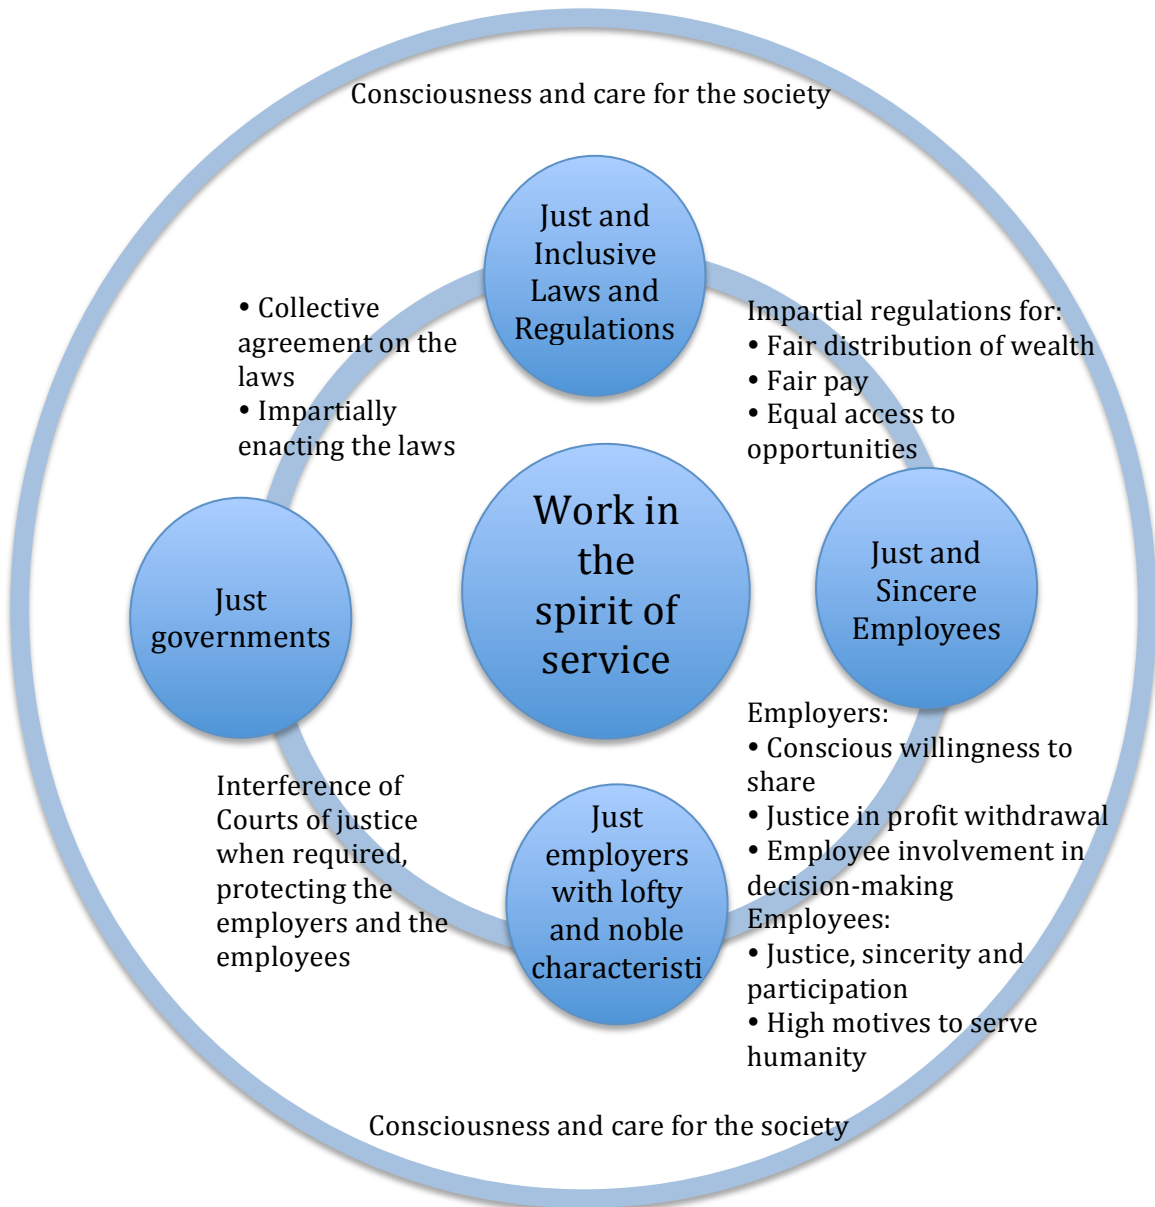 Consciousness and care for the society
Just and
Inclusive
Laws and
Regulations
• Collective
agreement on the
laws
• Impartially
enacting the laws
Impartial regulations for:
• Fair distribution of wealth
• Fair pay
• Equal access to
opportunities
Work in
the
spirit of
service
Just
governments
Just and
Sincere
Employees
Interference of
Courts of justice
when required,
protecting the
employers and the
employees
Just
employers
with lofty
and noble
characteristi
Employers:
• Conscious willingness to
share
• Justice in profit withdrawal
• Employee involvement in
decision-making
Employees:
• Justice, sincerity and
participation
• High motives to serve
humanity
Consciousness and care for the society